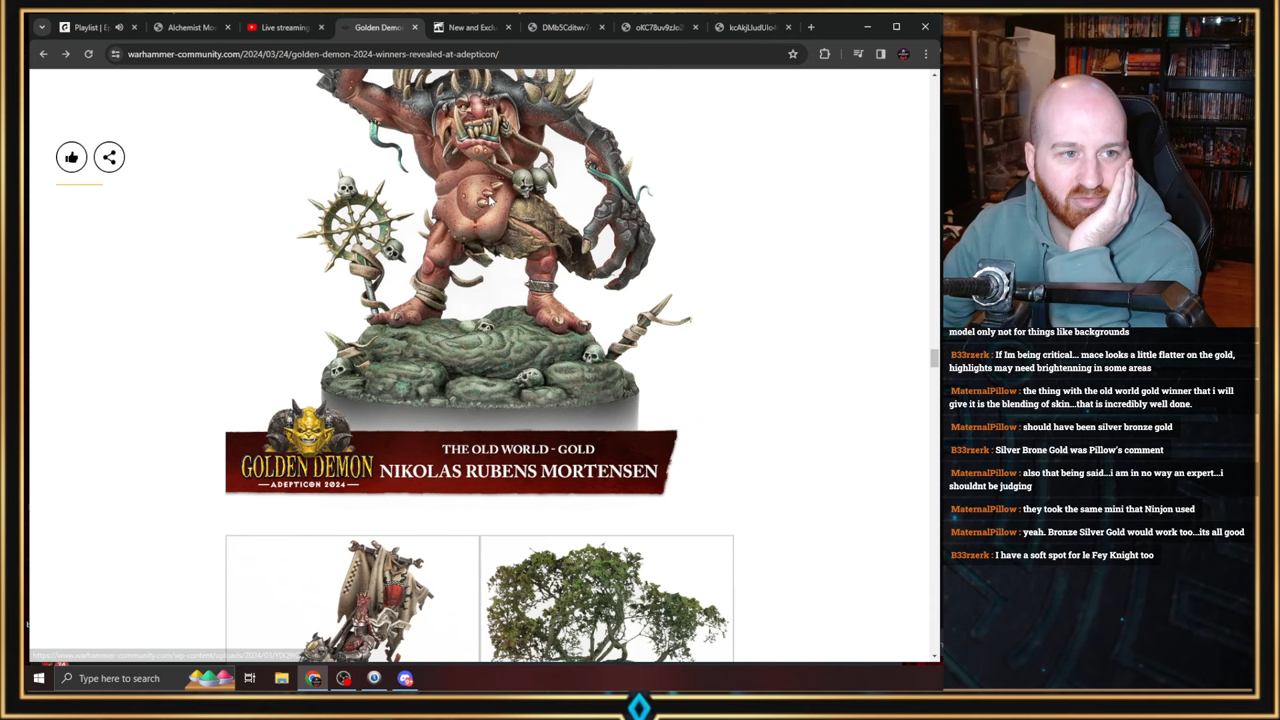 Playlist | E
Alchemist Mo
Live streaming
Golden Demon
New and Exclu
DMb5Cditwv7
oKC78uv9zJo2
warhammer-community.com/2024/03/24/golden-demon-2024-winners-revealed-at-adepticon/
THE OLD WORLD - GOLD
NIKOLAS RUBENS MORTENSEN
GOLDEN DEMON
ADEPTICON 2024
Type here to search
model only not for things like backgrounds
B33rzerk : If Im being critical... mace looks a little flatter on the gold,
highlights may need brightenning in some areas
MaternalPillow : the thing with the old world gold winner that i will
give it is the blending of skin...that is incredibly well done.
MaternalPillow : should have been silver bronze gold
B33rzerk : Silver Brone Gold was Pillow's comment
MaternalPillow : also that being said...i am in no way an expert...i
shouldnt be judging
MaternalPillow : they took the same mini that Ninjon used
MaternalPillow : yeah. Bronze Silver Gold would work too...its all good
B33rzerk : I have a soft spot for le Fey Knight too